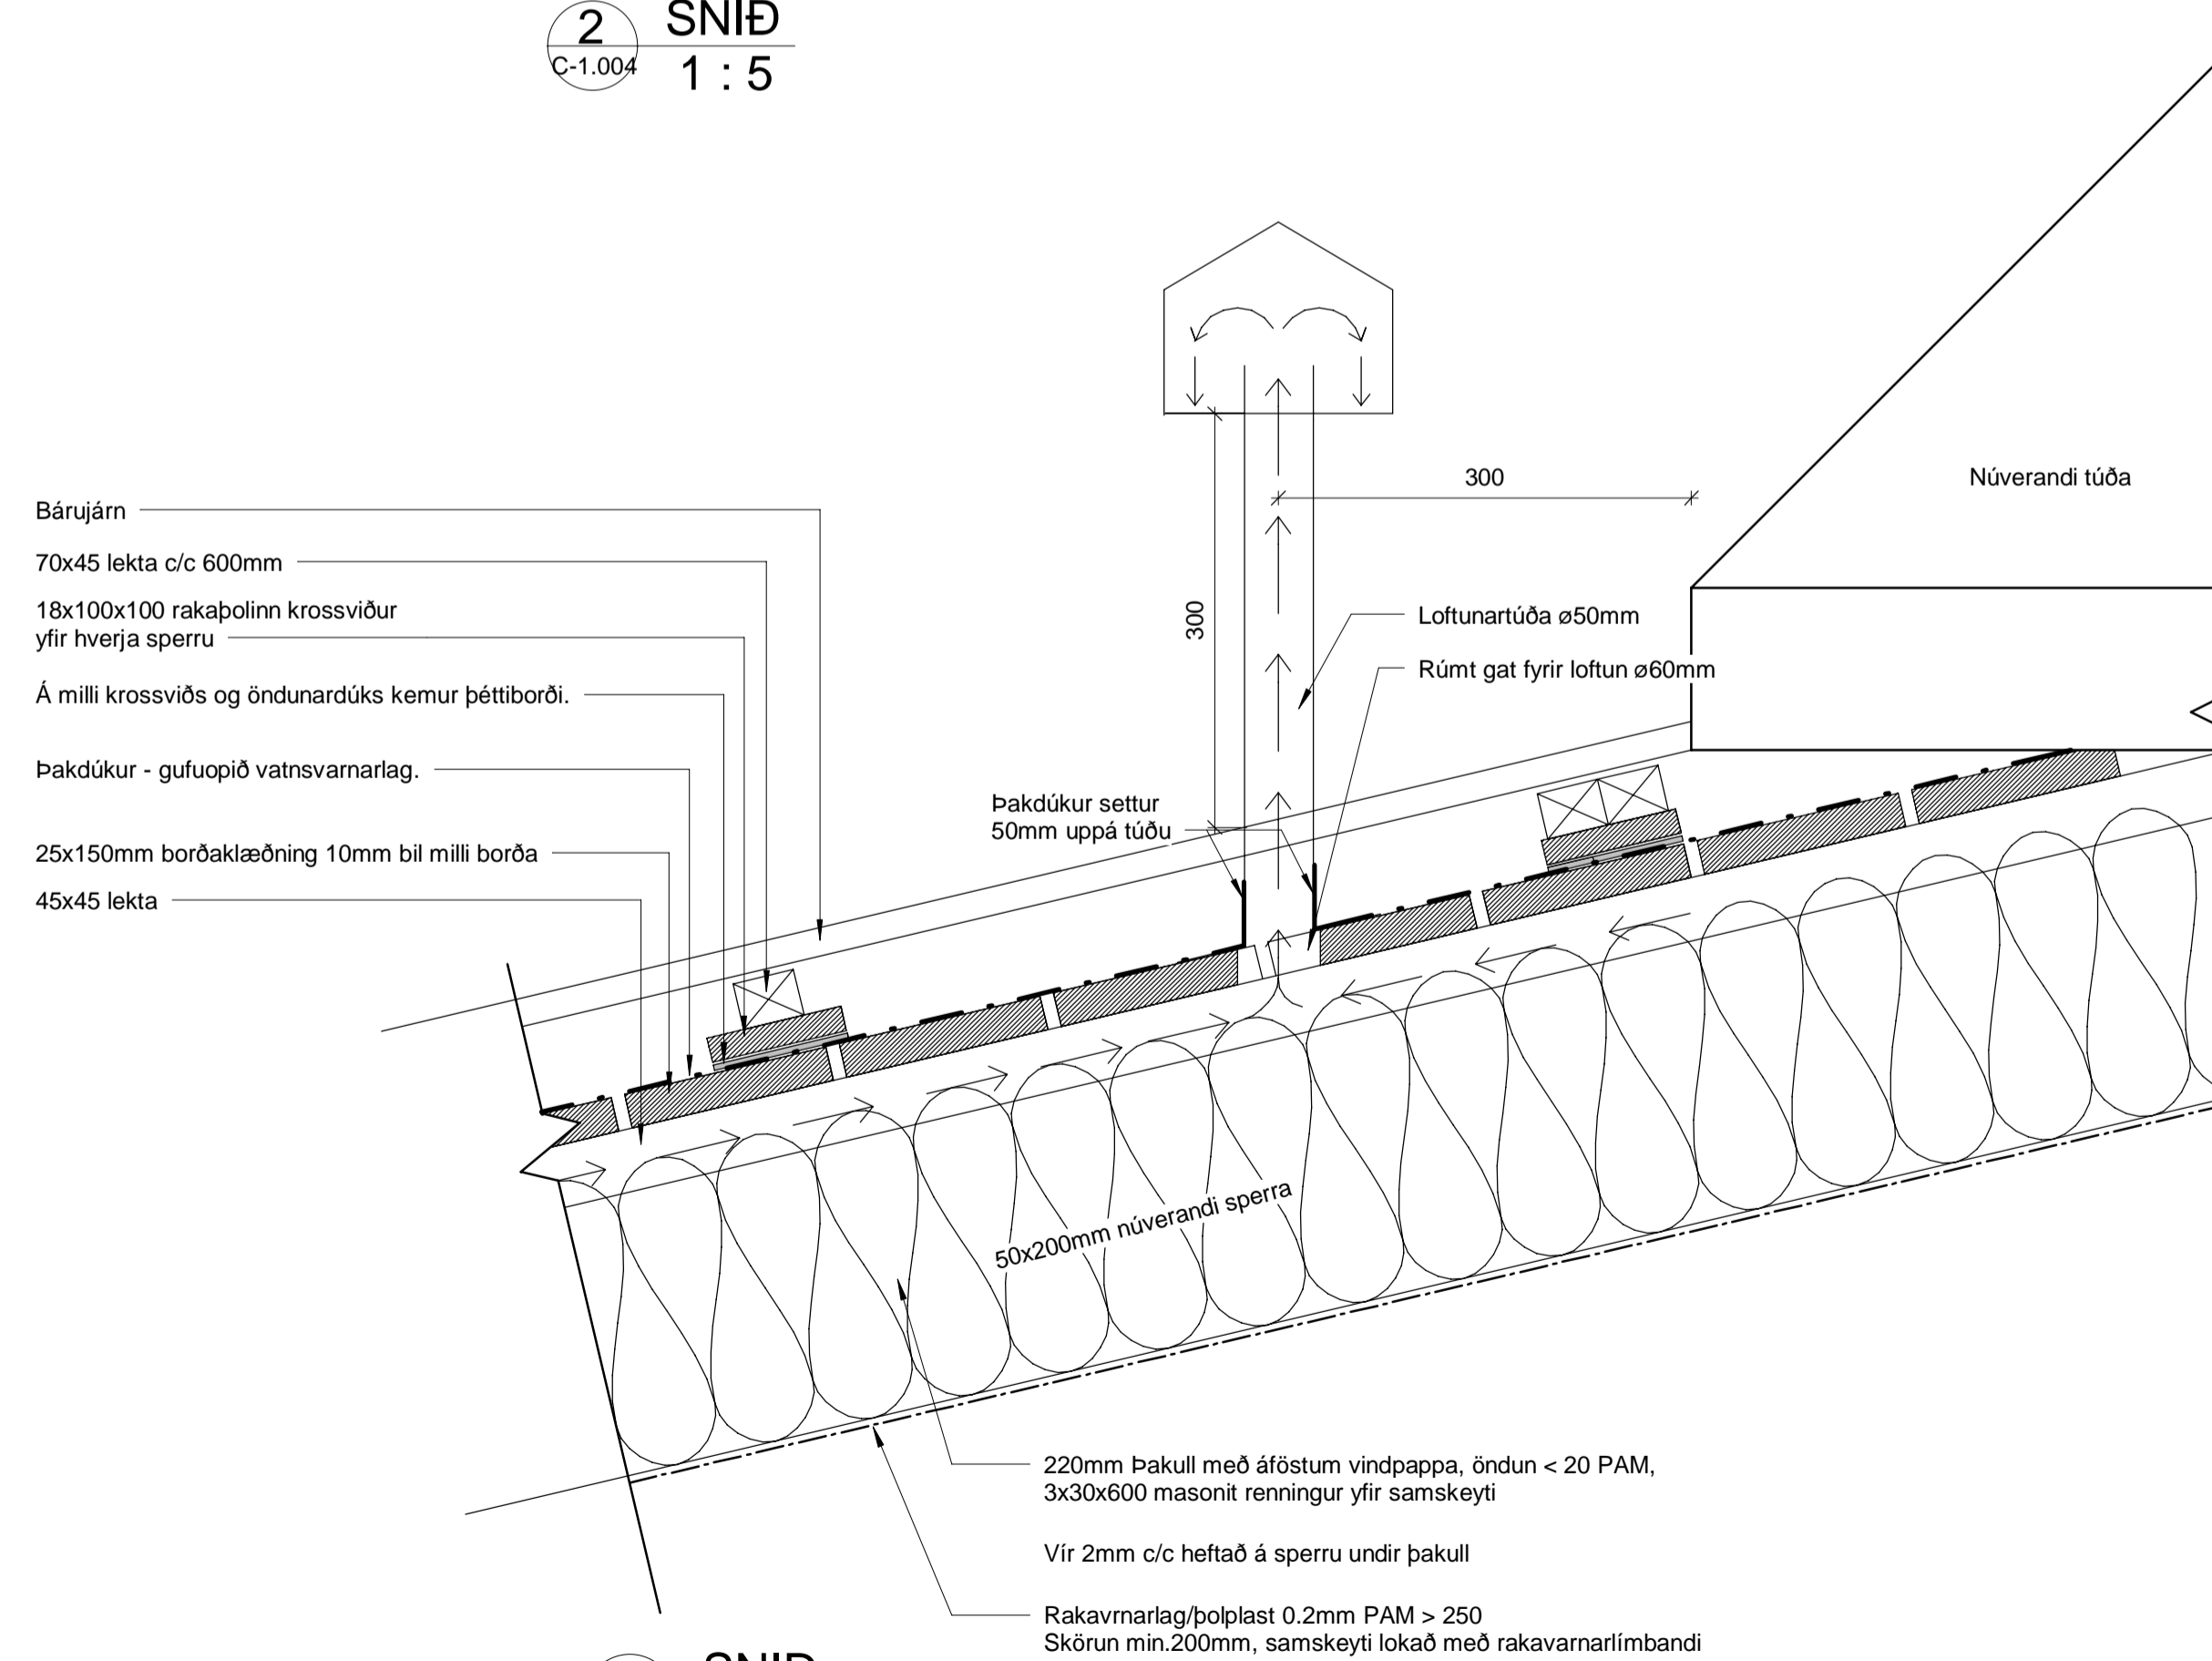 2
C-1.004
SNIÐ
1 : 5
Bárujárn
70x45 lekta c/c 600mm
18x100x100 rakaþolinn krossviður
yfir hverja sperru
Á milli krossviðs og öndunardúks kemur þéttiborði.
Þakdúkur - gufuopið vatnsvarnarlag.
25x150mm borðaklæðning 10mm bil milli borða
45x45 lekta
300
300
Núverandi túða
Loftunartúða ø50mm
Rúmt gat fyrir loftun ø60mm
Þakdúkur settur
50mm uppá túðu
50x200mm núverandi sperra
220mm Þakull með áföstum vindpappa, öndun < 20 PAM,
3x30x600 masonit renningur yfir samskeyti
Vír 2mm c/c heftað á sperru undir þakull
Rakavrnarlag/þolplast 0.2mm PAM > 250
Skörun min.200mm, samskeyti lokað með rakavarnarlímbandi
SNIÐ